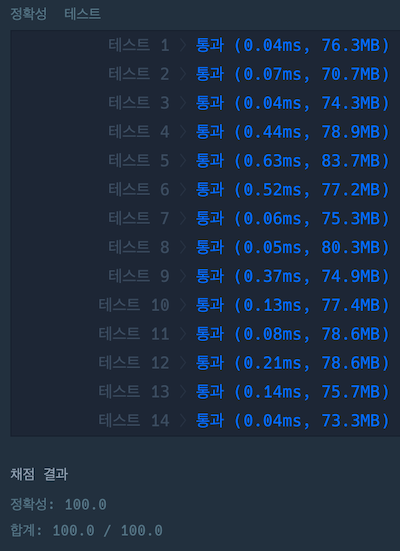 정확성 테스트
테스트 1 > 통과 (0.04ms, 76.3MB)
테스트 2 > 통과 (0.07ms, 70.7MB)
테스트 3 > 통과 (0.04ms, 74.3MB)
테스트 4 > 통과 (0.44ms, 78.9MB)
테스트 5 > 통과 (0.63ms, 83.7MB)
테스트 6 > 통과 (0.52ms, 77.2MB)
테스트 7 > 통과 (0.06ms, 75.3MB)
테스트 8 > 통과 (0.05ms, 80.3MB)
테스트 9 > 통과 (0.37ms, 74.9MB)
테스트 10 > 통과 (0.13ms, 77.4MB)
테스트 11 > 통과 (0.08ms, 78.6MB)
테스트 12 > 통과 (0.21ms, 78.6MB)
테스트 13 > 통과 (0.14ms, 75.7MB)
테스트 14 > 통과 (0.04ms, 73.3MB)
채점 결과
정확성: 100.0
합계: 100.0 / 100.0